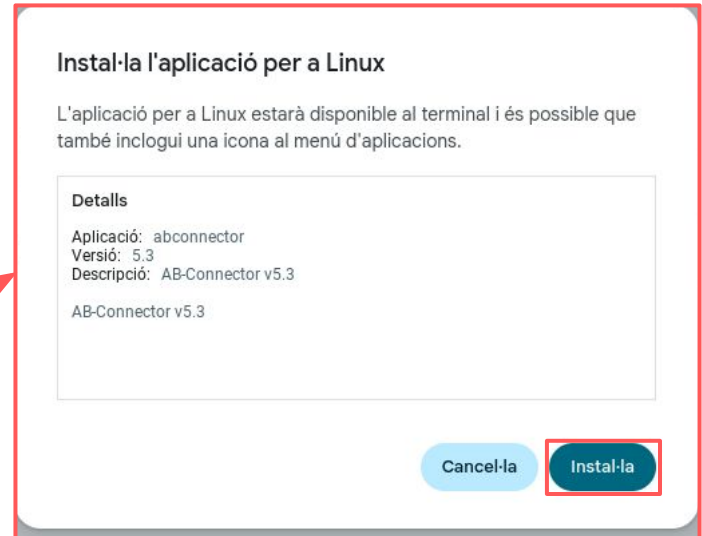 Instal·la l'aplicació per a Linux
L'aplicació per a Linux estarà disponible al terminal i és possible que
també inclogui una icona al menú d'aplicacions.
Detalls
Aplicació: abconnector
Versió: 5.3
Descripció: AB-Connector v5.3
AB-Connector v5.3
Cancel·la
Instal·la